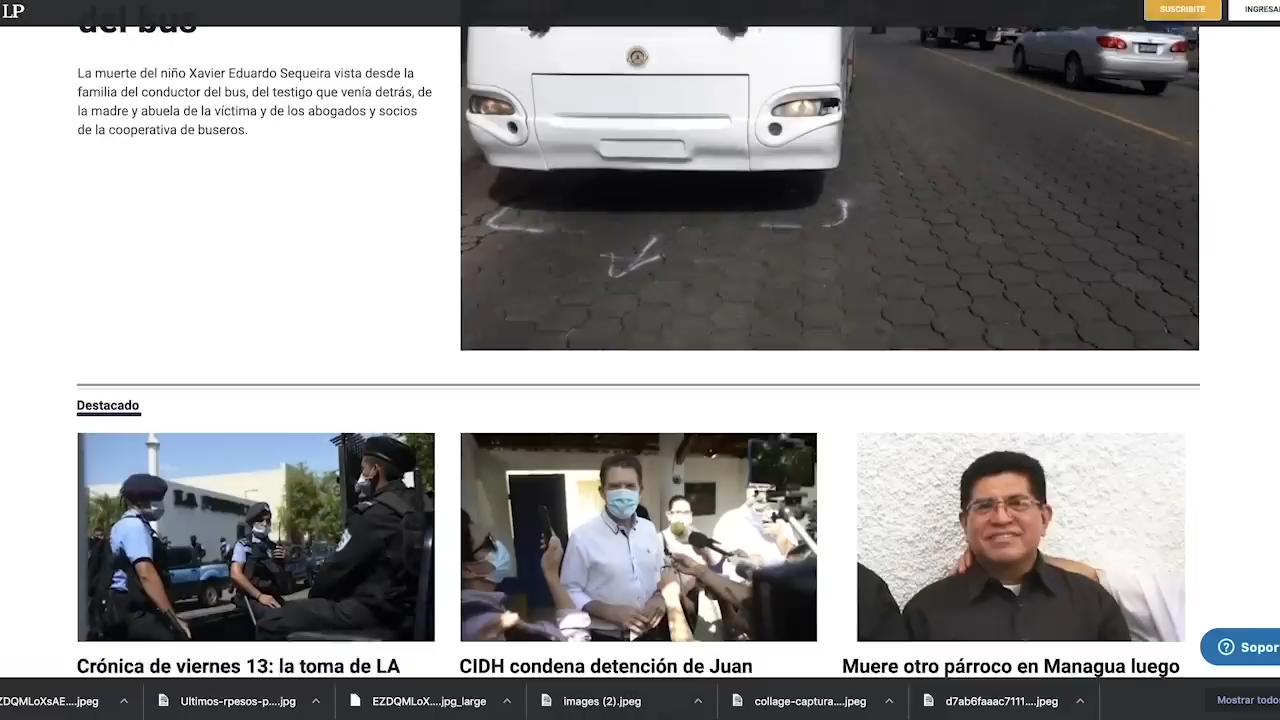 LP
SUSCRIBITE
INGRESA
del bus
La muerte del niño Xavier Eduardo Sequeira vista desde la
familia del conductor del bus, del testigo que venía detrás, de
la madre y abuela de la víctima y de los abogados y socios
de la cooperativa de buseros.
Destacado
LA
Crónica de viernes 13: la toma de LA
CIDH condena detención de Juan
Muere otro párroco en Managua luego
Sopor
ZDQMLoXsAE....jpeg
Ultimos-rresos-p....jpg
EZDQMLoX....jpg_large
images (2).jpeg
collage-captura....jpeg
d7ab6faaac7111....jpeg
Mostrar todo